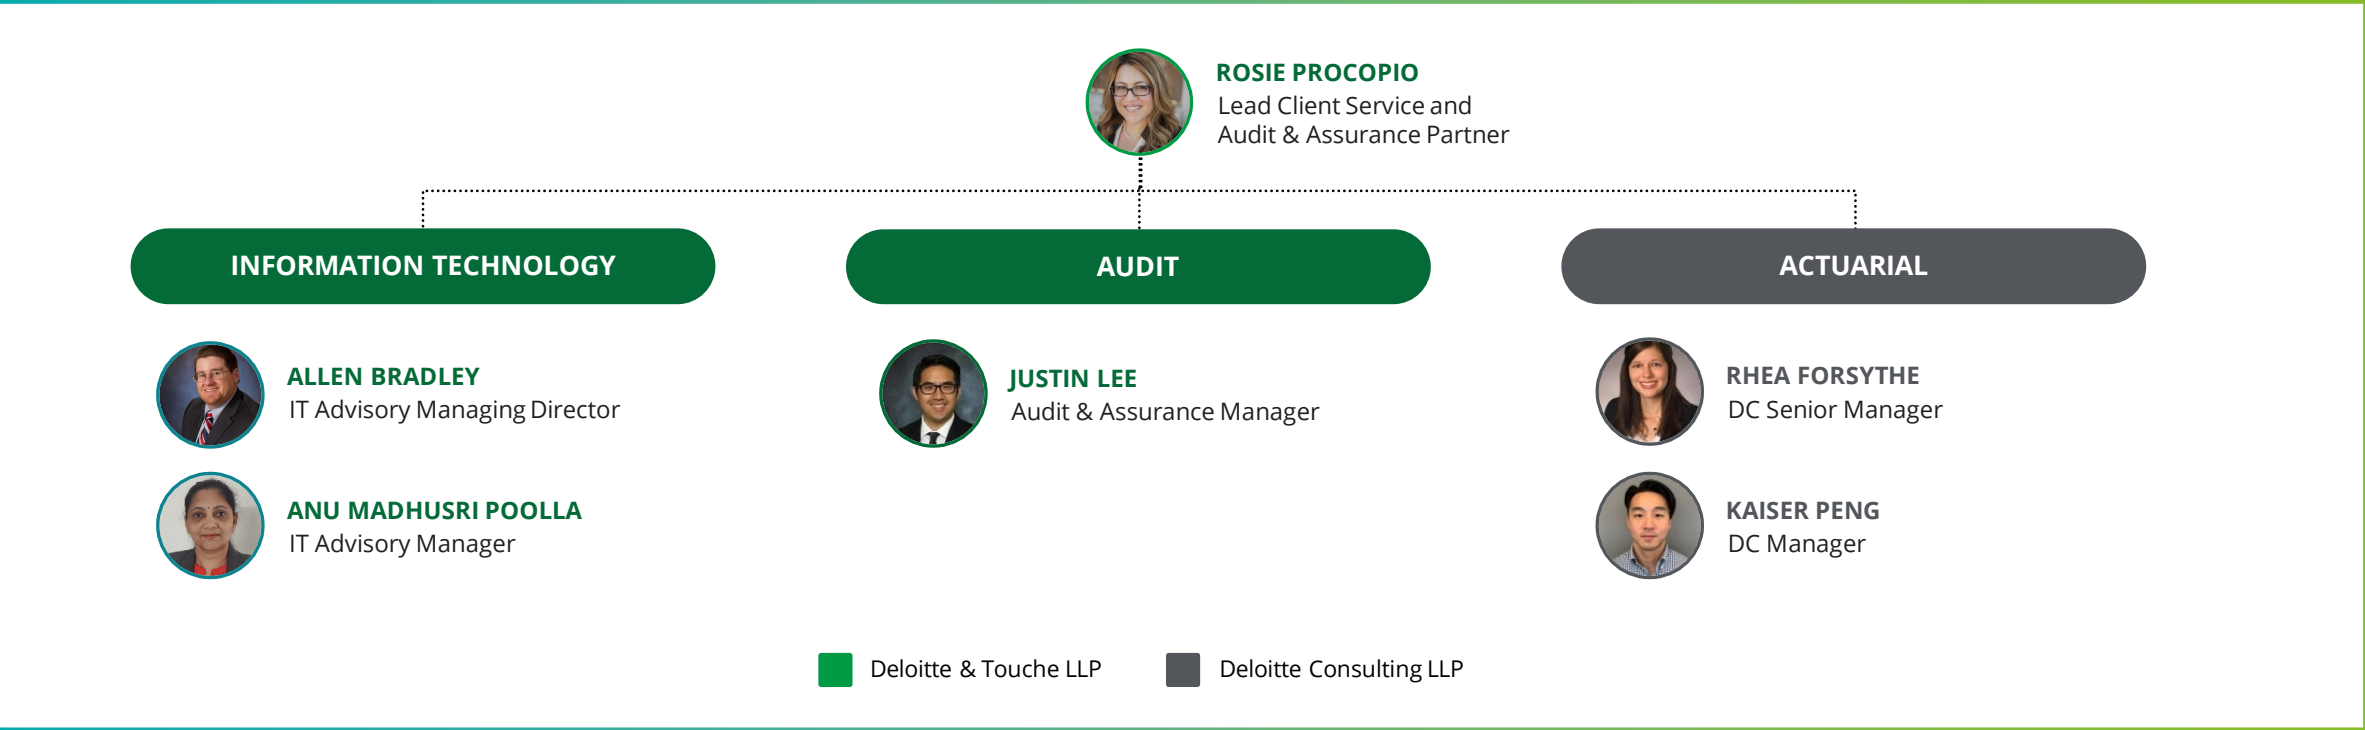 ROSIE PROCOPIO
Lead Client Service and
Audit & Assurance Partner
INFORMATION TECHNOLOGY
AUDIT
ACTUARIAL
ALLEN BRADLEY
IT Advisory Managing Director
ANU MADHUSRI POOLLA
IT Advisory Manager
JUSTIN LEE
Audit & Assurance Manager
RHEA FORSYTHE
DC Senior Manager
KAISER PENG
DC Manager
Deloitte & Touche LLP
Deloitte Consulting LLP